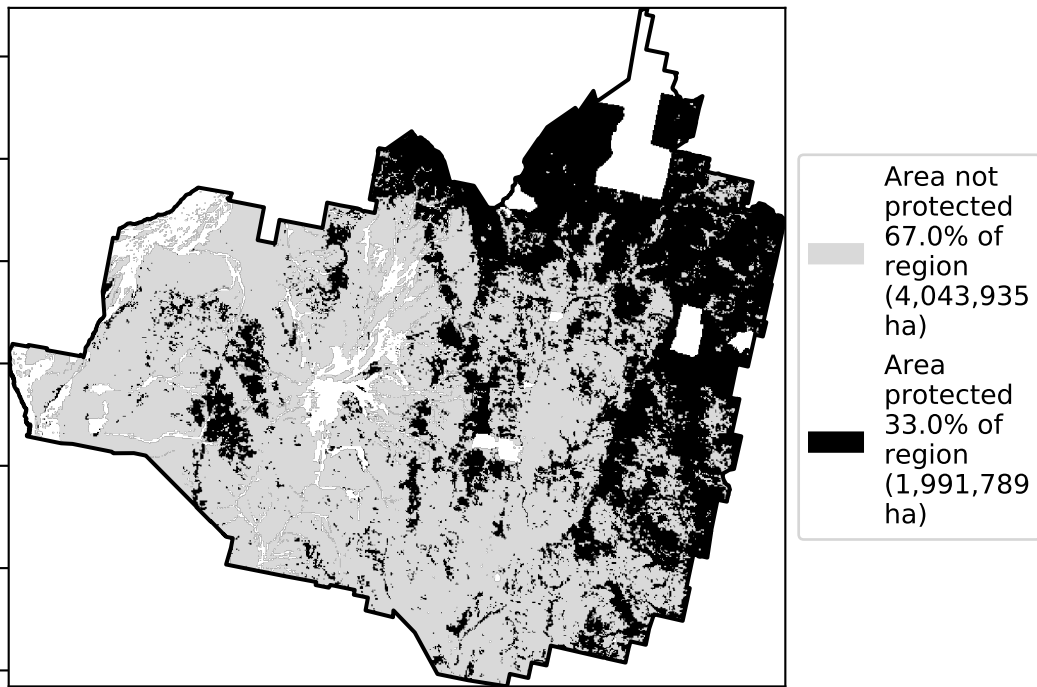 Area not
protected
67.0% of
region
(4,043,935
ha)
Area
protected
33.0% of
region
(1,991,789
ha)